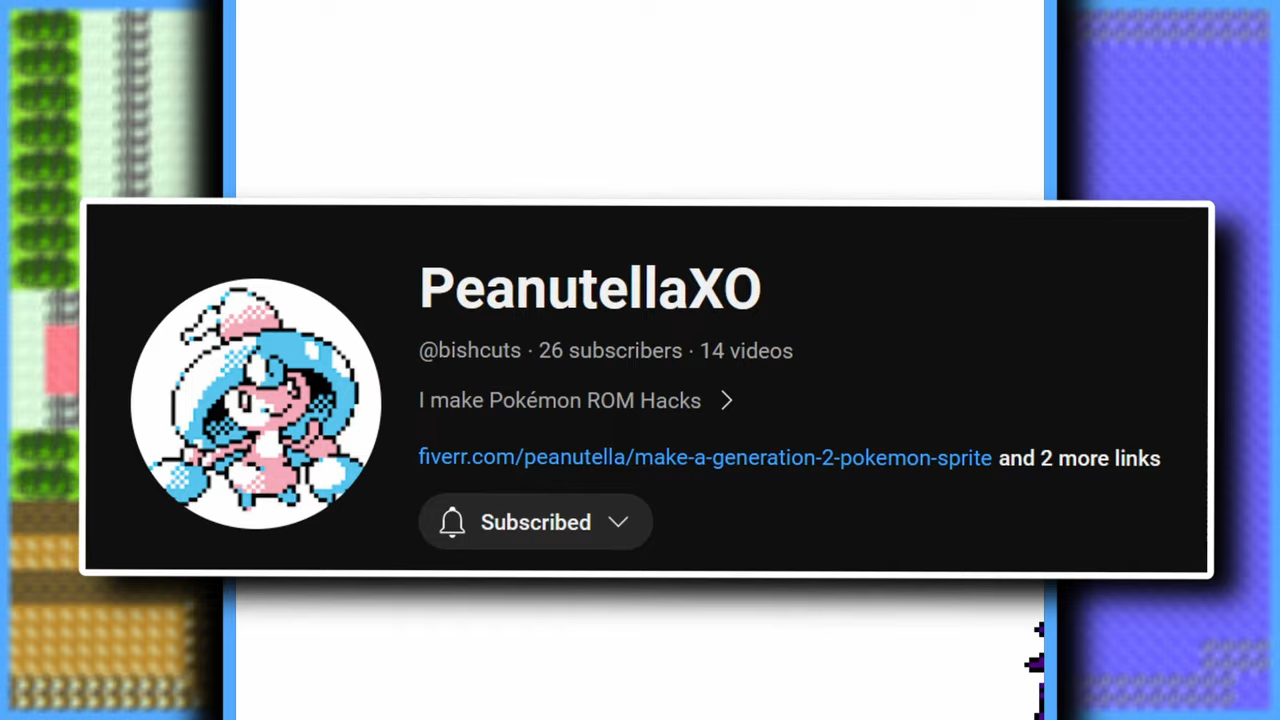 PeanutellaXO
@bishcuts · 26 subscribers · 14 videos
I make Pokémon ROM Hacks
fiverr.com/peanutella/make-a-generation-2-pokemon-sprite and 2 more links
Subscribed